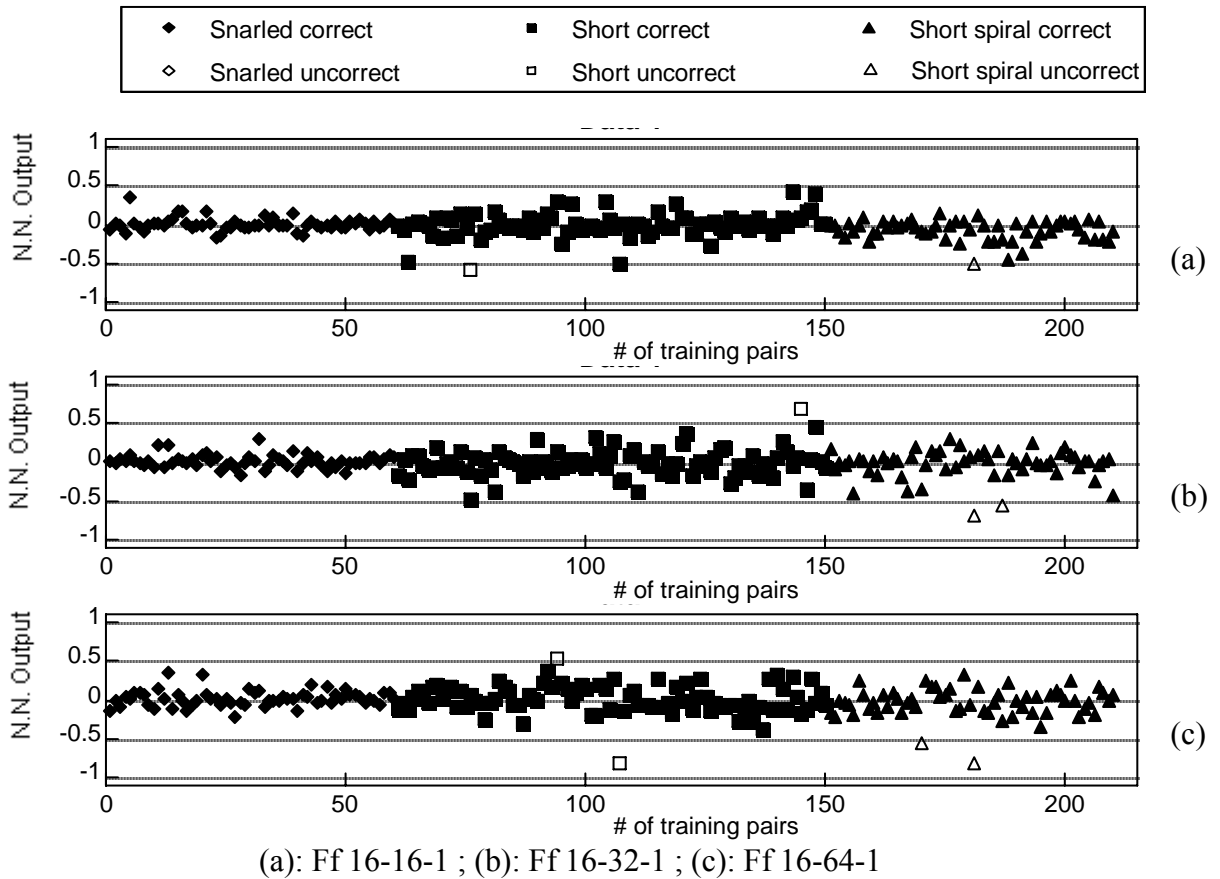 Snarled correct Short correct Short spiral correct
Snarled uncorrect Short uncorrect Short spiral uncorrect
N.N. Output
1
0.5
0
-0.5
-1
0 50 100 150 200
# of training pairs
(a)
N.N. Output
1
0.5
0
-0.5
-1
0 50 100 150 200
# of training pairs
(b)
N.N. Output
1
0.5
0
-0.5
-1
0 50 100 150 200
# of training pairs
(c)
(a): Ff 16-16-1 ; (b): Ff 16-32-1 ; (c): Ff 16-64-1